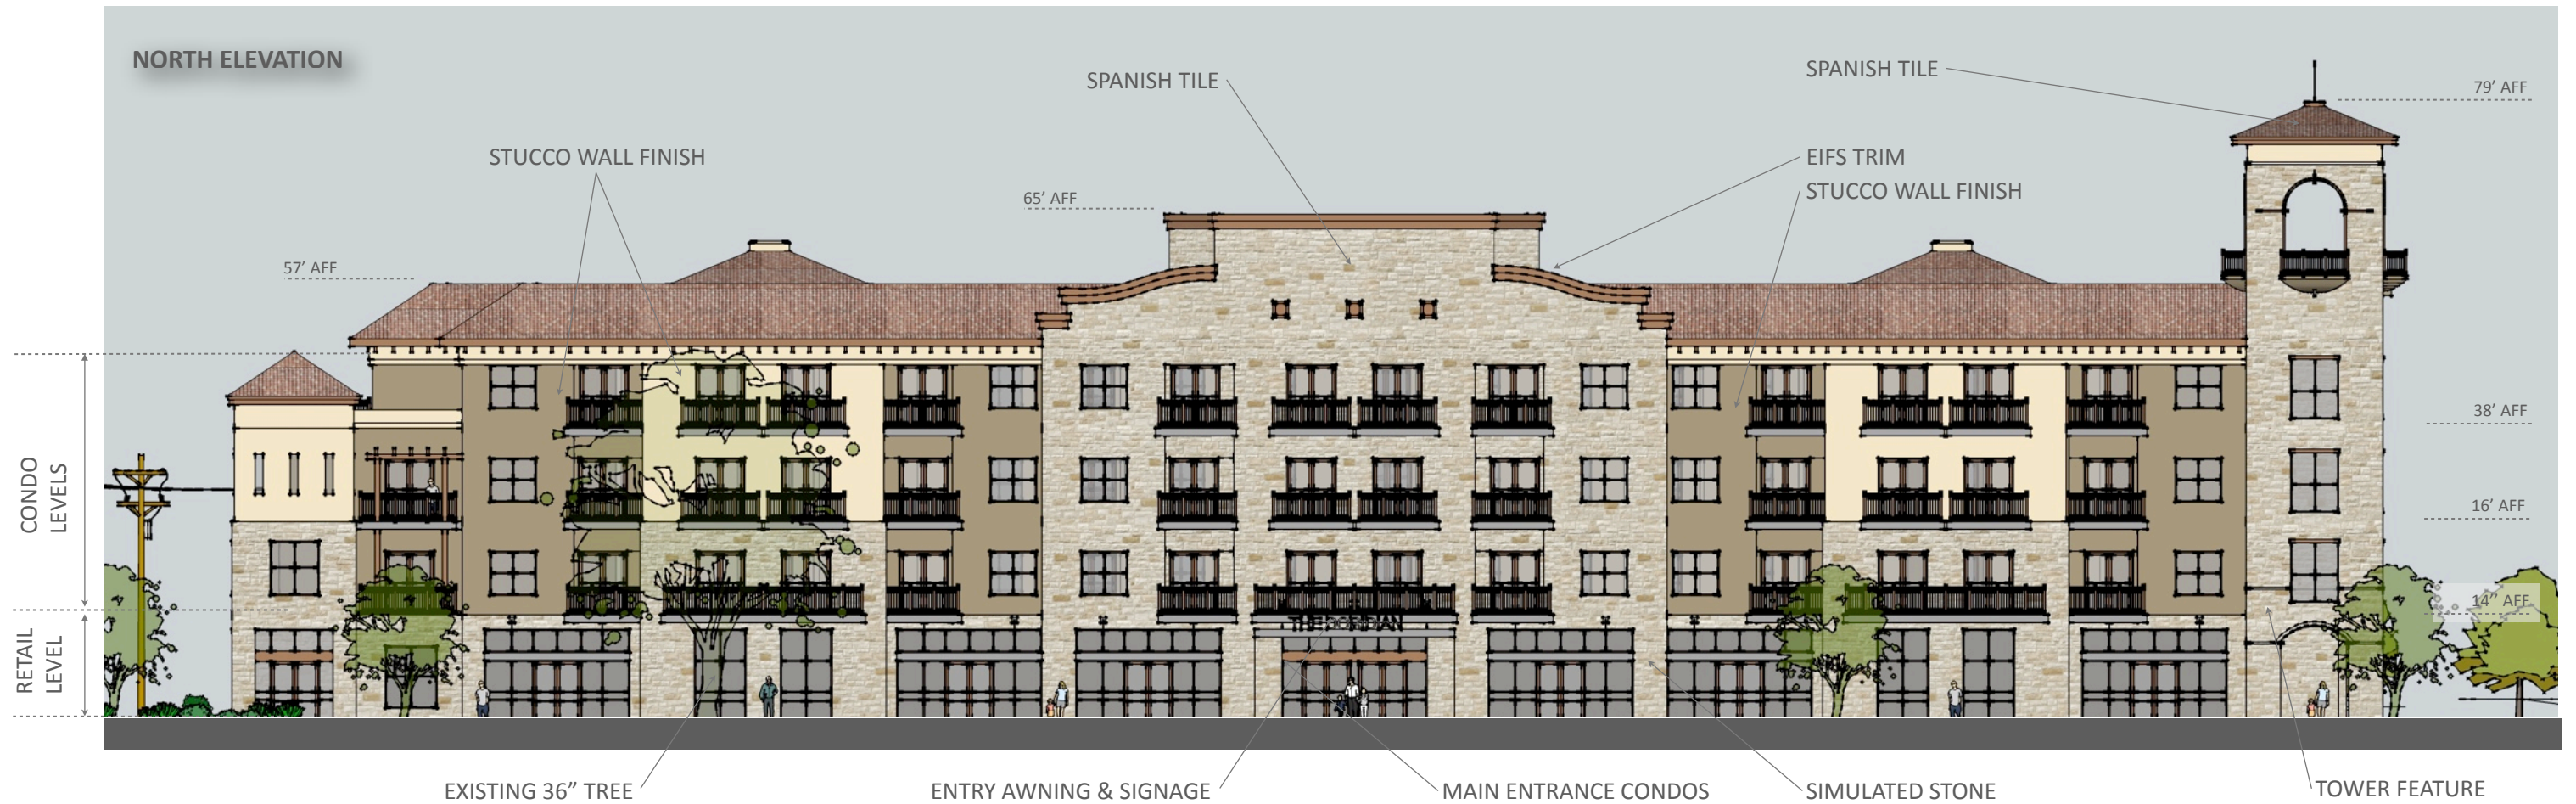 NORTH ELEVATION
SPANISH TILE
SPANISH TILE
79' AFF
STUCCO WALL FINISH
EIFS TRIM
STUCCO WALL FINISH
65' AFF
57' AFF
38' AFF
CONDO
LEVELS
16' AFF
14" AFF
THE
RETAIL
LEVEL
EXISTING 36” TREE
ENTRY AWNING & SIGNAGE
MAIN ENTRANCE CONDOS
SIMULATED STONE
TOWER FEATURE